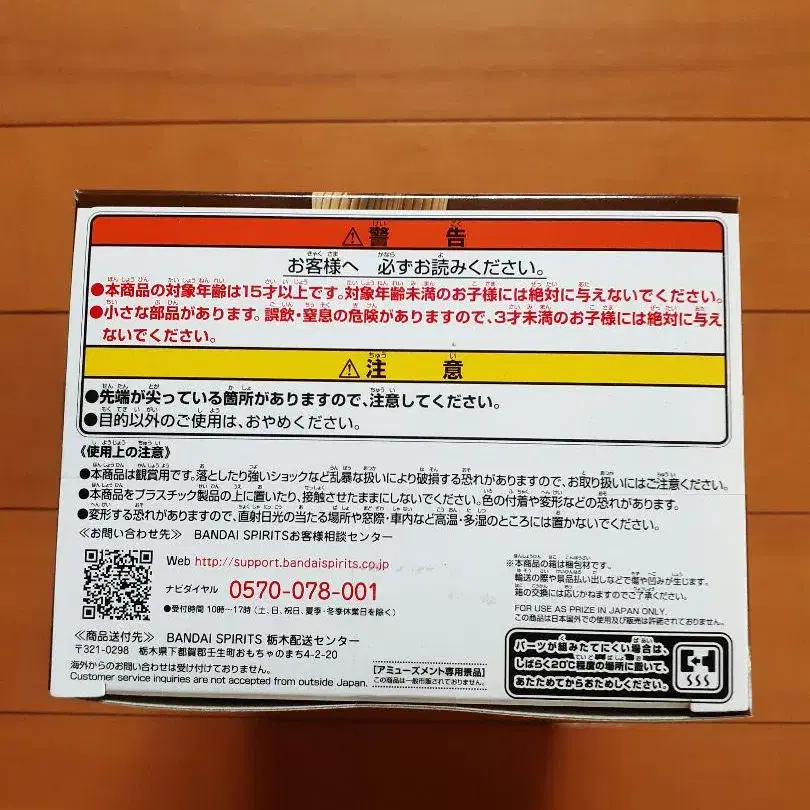 ⚠警告
お客様へ 必ずお読みください。
●本商品の対象年齢は15才以上です。対象年齢未満のお子様には絶対に与えないでください。
●小さな部品があります。誤飲・窒息の危険がありますので、3才未満のお子様には絶対に与え
ないでください。
⚠注意
●先端が尖っている箇所がありますので、注意してください。
●目的以外のご使用は、おやめください。
《使用上の注意》
●本商品は観賞用です。落としたり強いショックなど乱暴な扱いにより破損する恐れがありますので、お取り扱いにはご注意ください。
●本商品をプラスチック製品の上に置いたり、接触させたままにしないでください。色の付着や変形などの恐れがあります。
●変形する恐れがありますので、直射日光の当たる場所や窓際・車内など高温・多湿のところには置かないでください。
≪お問い合わせ先≫ BANDAI SPIRITSお客様相談センター
Web http://support.bandaispirits.co.jp
ナビダイヤル 0570-078-001
●受付時間 10時〜17時(土、日、祝日、夏季・冬季休業日を除く)
≪商品送付先≫ BANDAI SPIRITS 栃木配送センター
〒321-0298 栃木県下都賀郡壬生町おもちゃのまち4-2-20
海外からのお問い合わせは受け付けておりません。
Customer service inquiries are not accepted from outside Japan.
【アミューズメント専用景品】
この商品は一般市販されておりません。
※本商品の箱は梱包材です。
輸送の際や景品払い出しなどで傷や凹みが生じます。
箱の交換には応じかねますのでご了承ください。
FOR USE AS PRIZE IN JAPAN ONLY.
この商品は日本国外での使用及び販売は許諾されておりません。
パーツが組みたてにくい場合は、
しばらく20℃程度の場所に置いて、
あたためてからおためしください。